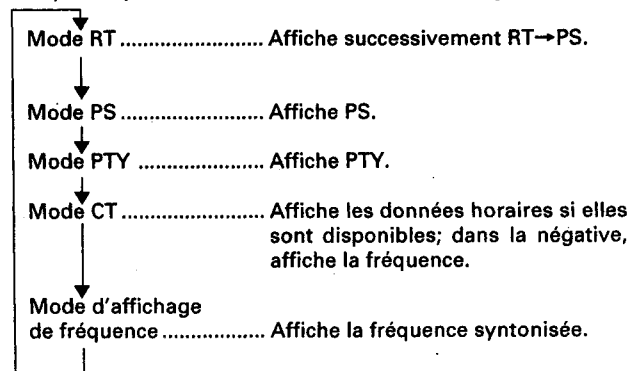 Mode RT ......................... Affiche successivement RT→PS.
Mode PS ......................... Affiche PS.
Mode PTY ...................... Affiche PTY.
Mode CT ......................... Affiche les données horaires si elles
sont disponibles; dans la négative,
affiche la fréquence.
Mode d'affichage
de fréquence .................. Affiche la fréquence syntonisée.